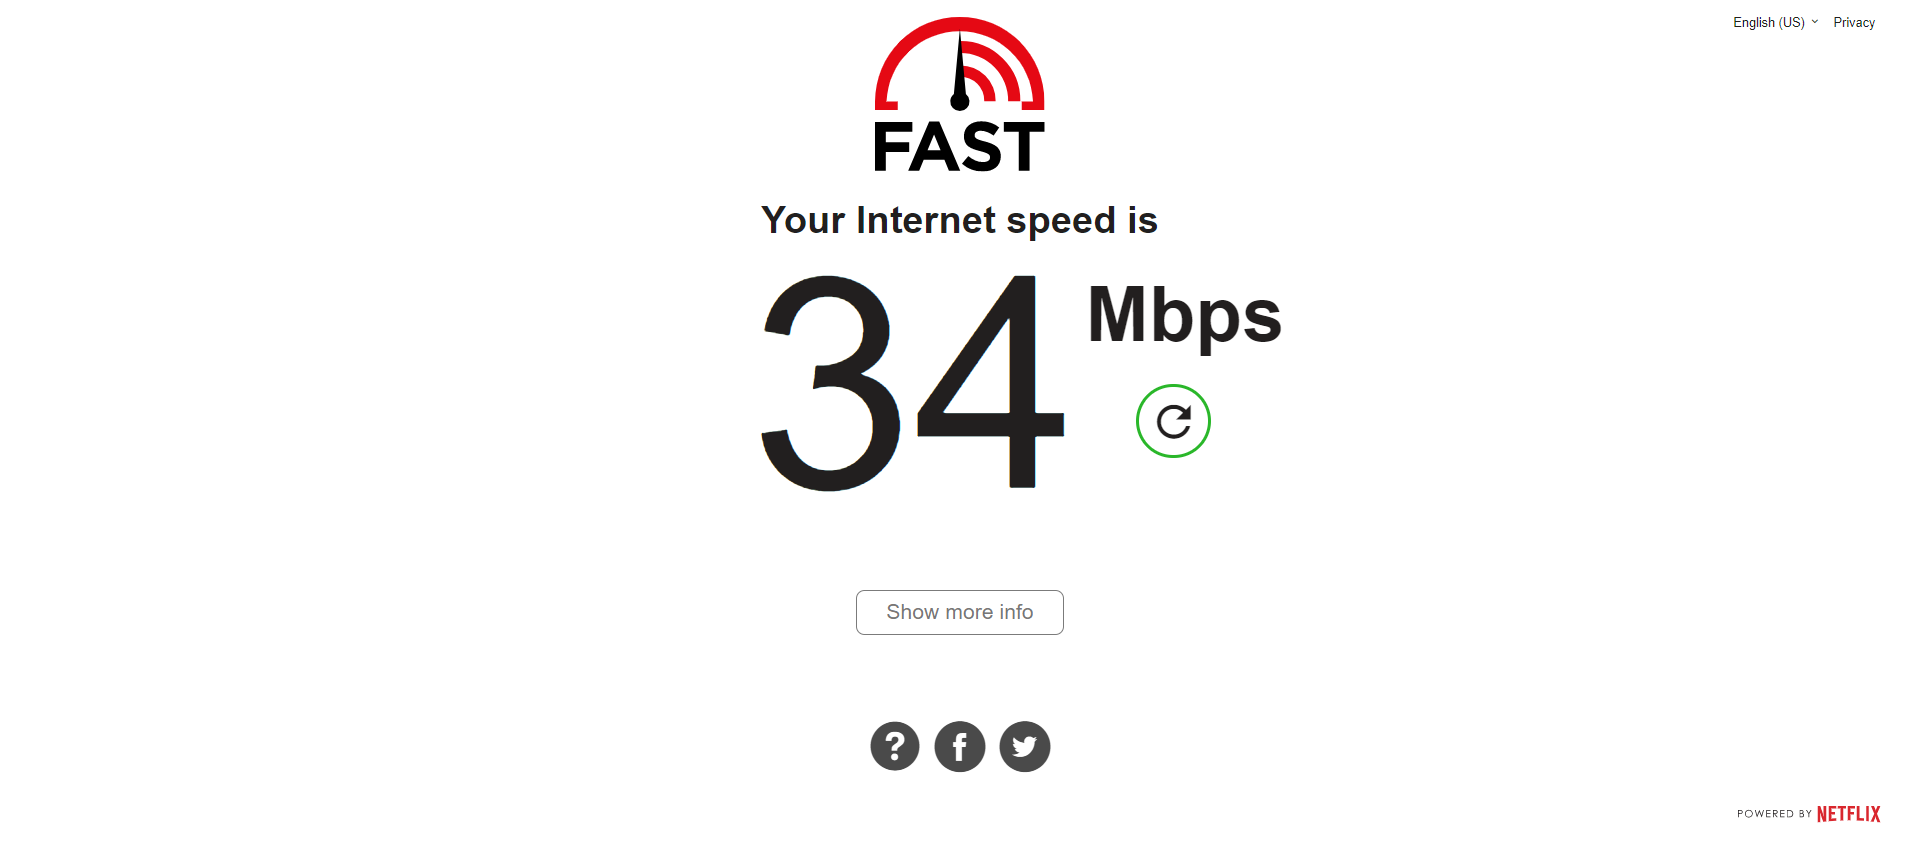 English (US) Privacy
FAST
Your Internet speed is
34 Mbps
Show more info
POWERED BY NETFLIX